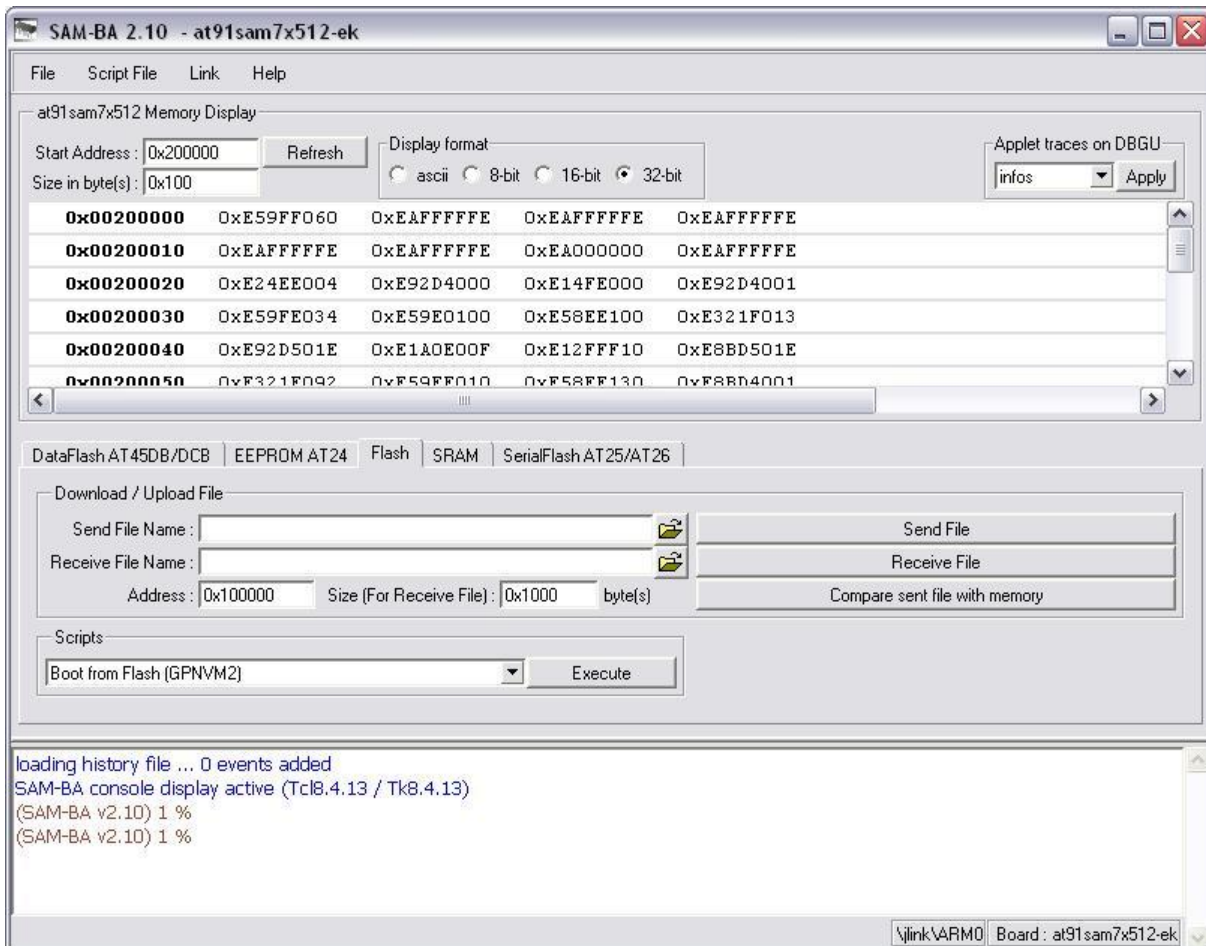 SAM-BA 2.10 - at91sam7x512-ek
File Script File Link Help
at91sam7x512 Memory Display
Start Address : 0x200000 Refresh
Size in byte(s) : 0x100
Display format
ascii 8-bit 16-bit 32-bit
Applet traces on DBGU
infos Apply
0x00200000 0xE59FF060 0xEAFFFFFE 0xEAFFFFFE 0xEAFFFFFE
0x00200010 0xEAFFFFFE 0xEAFFFFFE 0xEA000000 0xEAFFFFFE
0x00200020 0xE24EE004 0xE92D4000 0xE14FE000 0xE92D4001
0x00200030 0xE59FE034 0xE59E0100 0xE58EE100 0xE321F013
0x00200040 0xE92D501E 0xE1A0E00F 0xE12FFF10 0xE8BD501E
0x00200050 0xE321F092 0xE59FE010 0xE58EE130 0xE8BD4001
DataFlash AT45DB/DCB EEPROM AT24 Flash SRAM SerialFlash AT25/AT26
Download / Upload File
Send File Name : Send File
Receive File Name : Receive File
Address : 0x100000 Size (For Receive File) : 0x1000 byte(s) Compare sent file with memory
Scripts
Boot from Flash (GPNVM2) Execute
loading history file ... 0 events added
SAM-BA console display active (Tcl8.4.13 / Tk8.4.13)
(SAM-BA v2.10) 1 %
(SAM-BA v2.10) 1 %
\jlink\ARM0 Board : at91sam7x512-ek